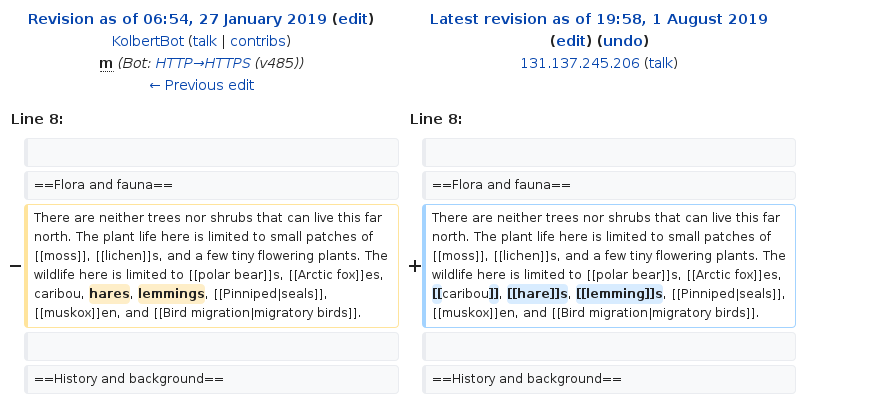 Revision as of 06:54, 27 January 2019 (edit)
KolbertBot (talk | contribs)
m (Bot: HTTP→HTTPS (v485))
← Previous edit
Latest revision as of 19:58, 1 August 2019
(edit) (undo)
131.137.245.206 (talk)
Line 8:
Line 8:
==Flora and fauna==
==Flora and fauna==
−
There are neither trees nor shrubs that can live this far
north. The plant life here is limited to small patches of
[[moss]], [[lichen]]s, and a few tiny flowering plants. The
wildlife here is limited to [[polar bear]]s, [[Arctic fox]]es,
caribou, hares, lemmings, [[Pinniped|seals]],
[[muskox]]en, and [[Bird migration|migratory birds]].
+
There are neither trees nor shrubs that can live this far
north. The plant life here is limited to small patches of
[[moss]], [[lichen]]s, and a few tiny flowering plants. The
wildlife here is limited to [[polar bear]]s, [[Arctic fox]]es,
[[caribou]], [[hare]]s, [[lemming]]s, [[Pinniped|seals]],
[[muskox]]en, and [[Bird migration|migratory birds]].
==History and background==
==History and background==